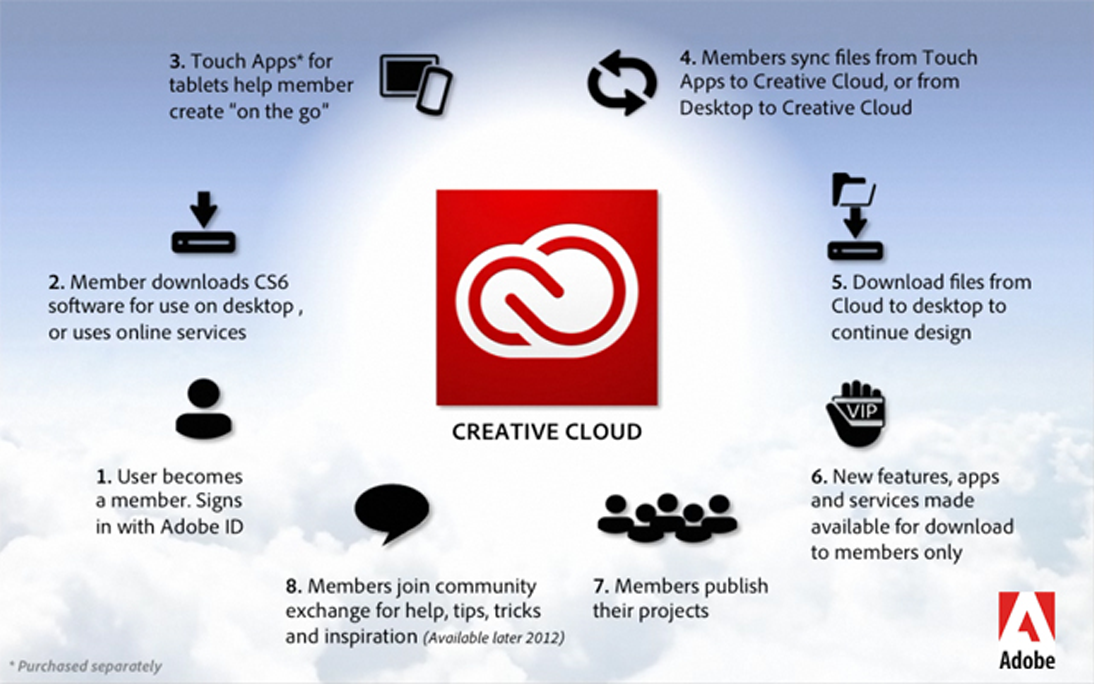 3. Touch Apps* for
tablets help member
create "on the go"
4. Members sync files from Touch
Apps to Creative Cloud, or from
Desktop to Creative Cloud
2. Member downloads CS6
software for use on desktop ,
or uses online services
5. Download files from
Cloud to desktop to
continue design
VIP
CREATIVE CLOUD
1. User becomes
a member. Signs
in with Adobe ID
6. New features, apps
and services made
available for download
to members only
8. Members join community
exchange for help, tips, tricks
and inspiration (Available later 2012)
7. Members publish
their projects
* Purchased separately
Adobe